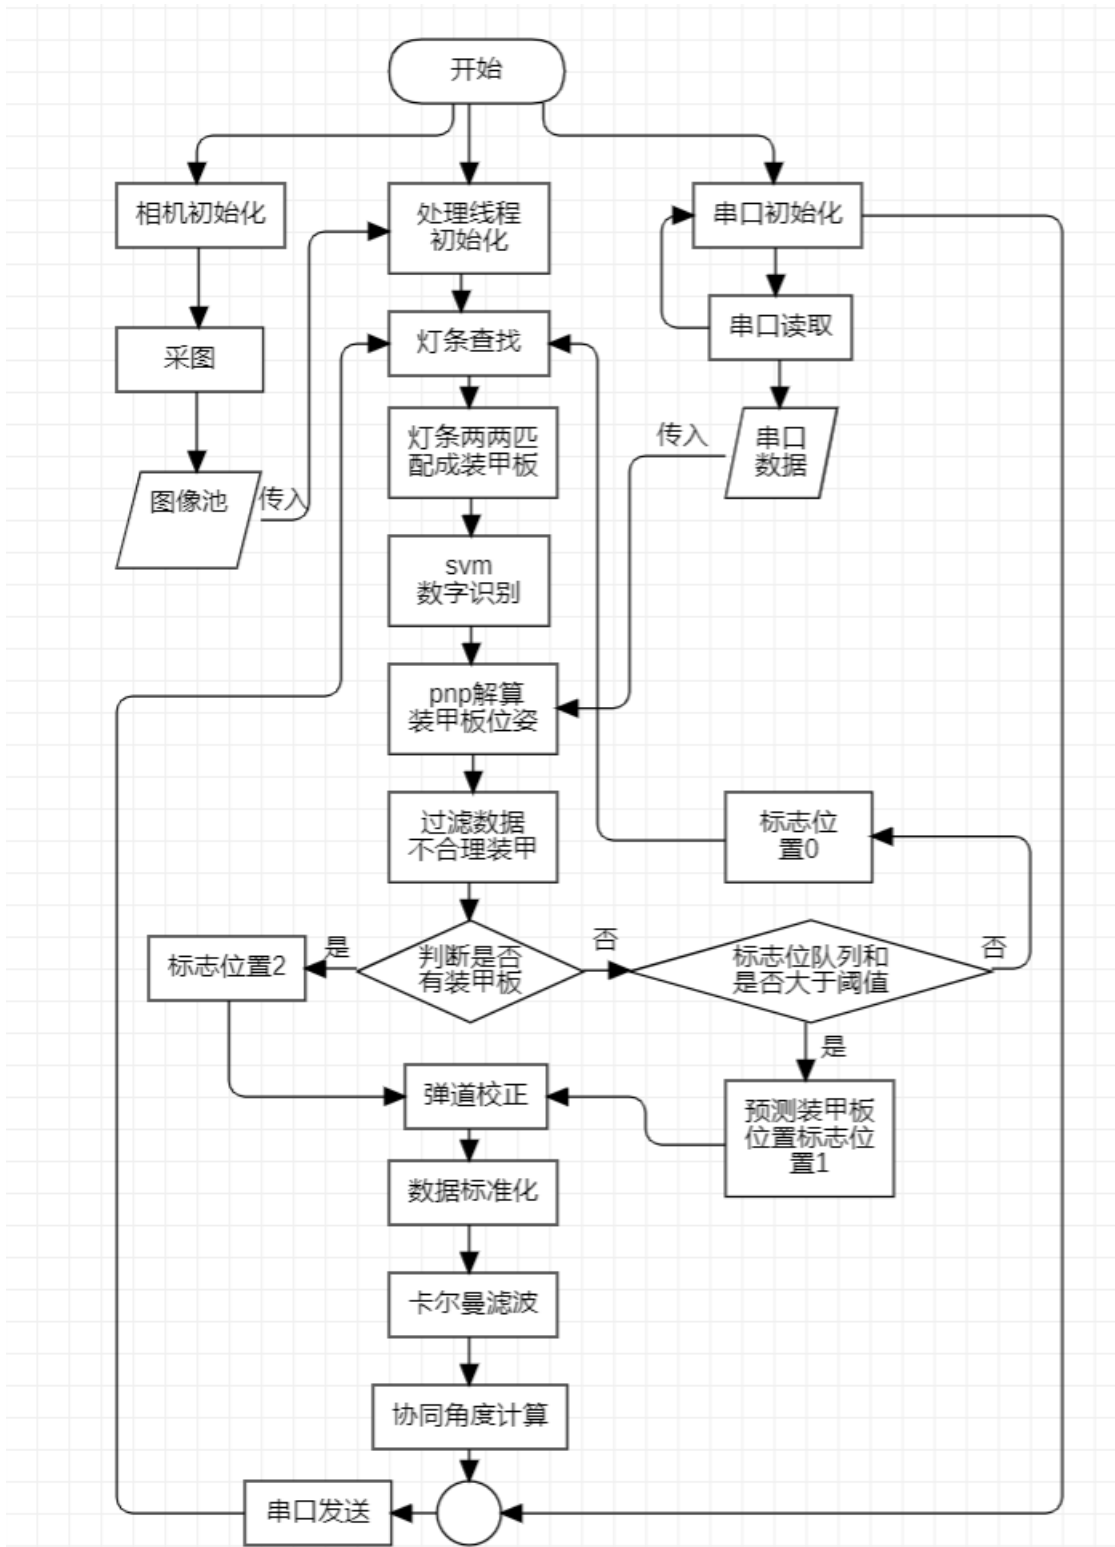 开始
相机初始化
处理线程
初始化
串口初始化
采图
灯条查找
串口读取
图像池
传入
灯条两两匹
配成装甲板
传入
串口
数据
svm
数字识别
pnp解算
装甲板位姿
过滤数据
不合理装甲
标志位
置0
标志位置2
是
判断是否
有装甲板
否
标志位队列和
是否大于阈值
否
是
弹道校正
预测装甲板
位置标志位
置1
数据标准化
卡尔曼滤波
协同角度计算
串口发送